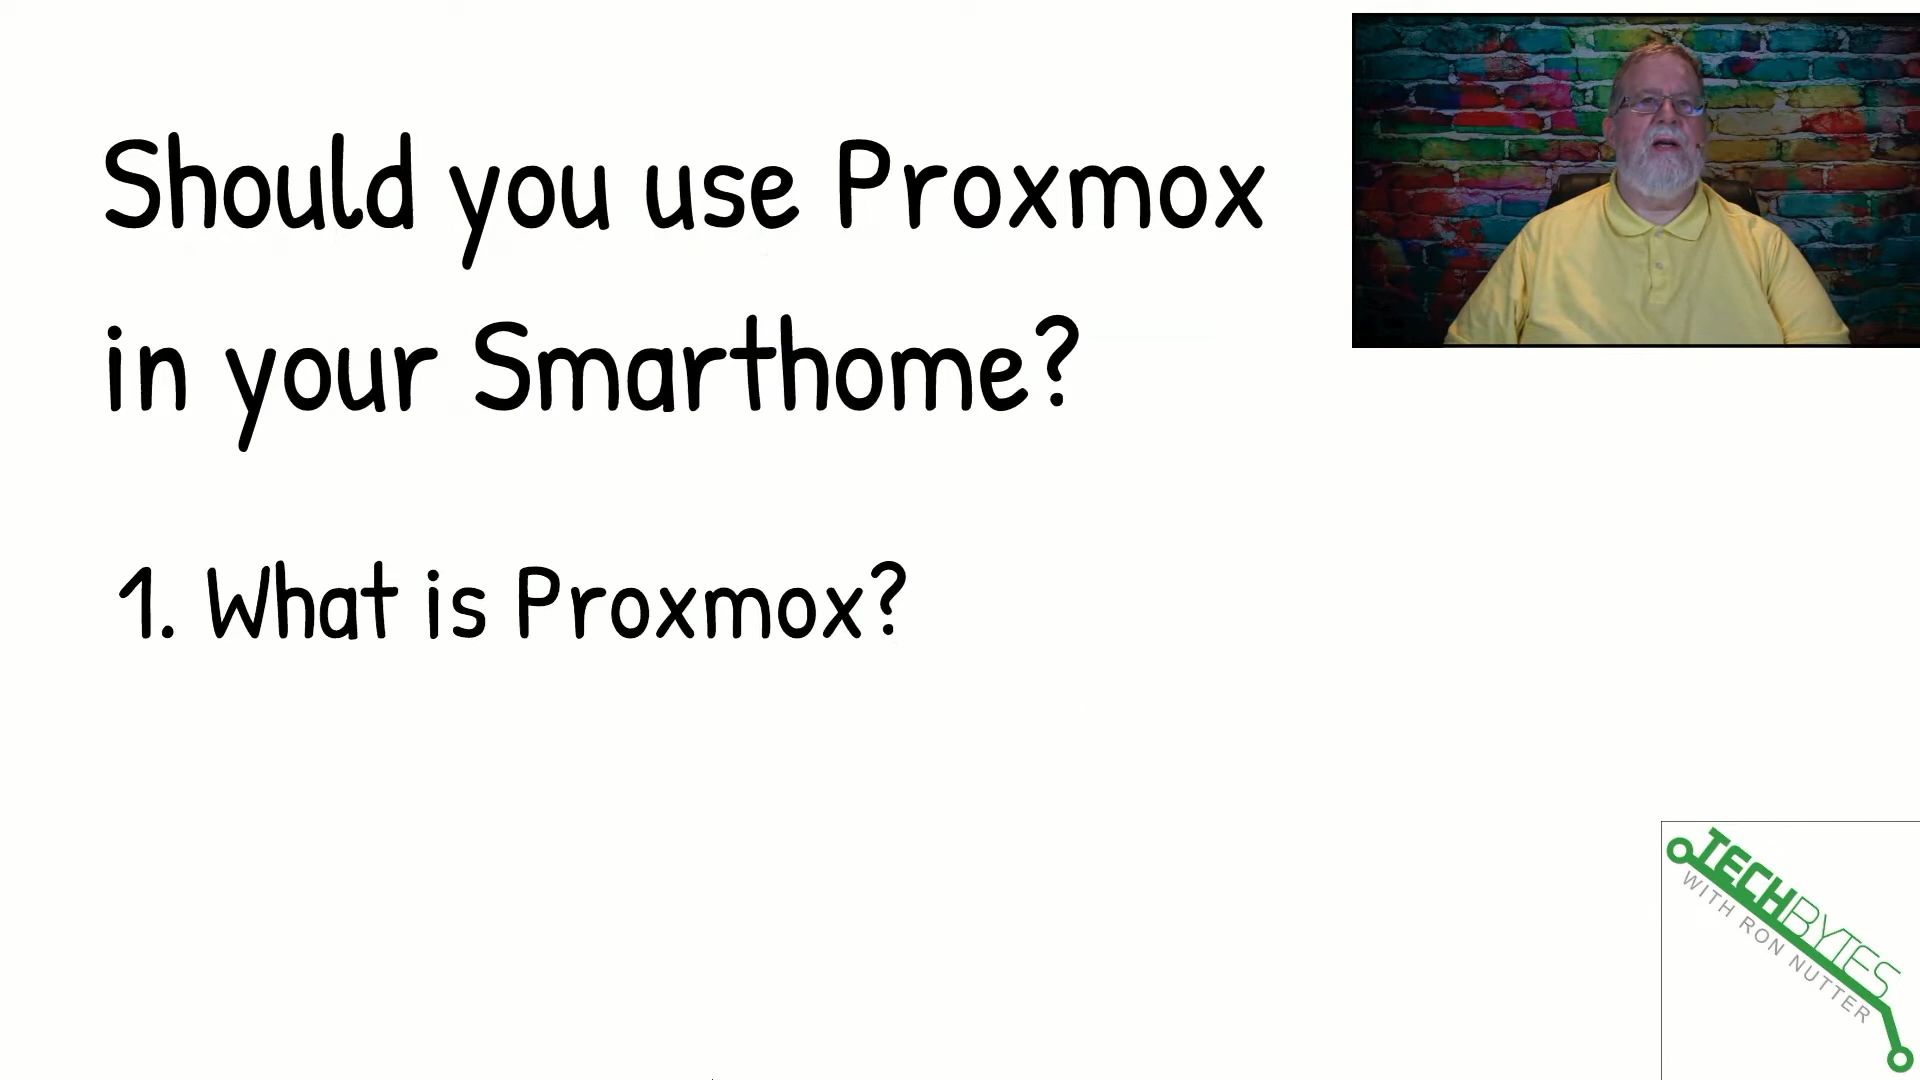 Should you use Proxmox
in your Smarthome?
1. What is Proxmox?
TECHBYTES
WITH RON NUTTER